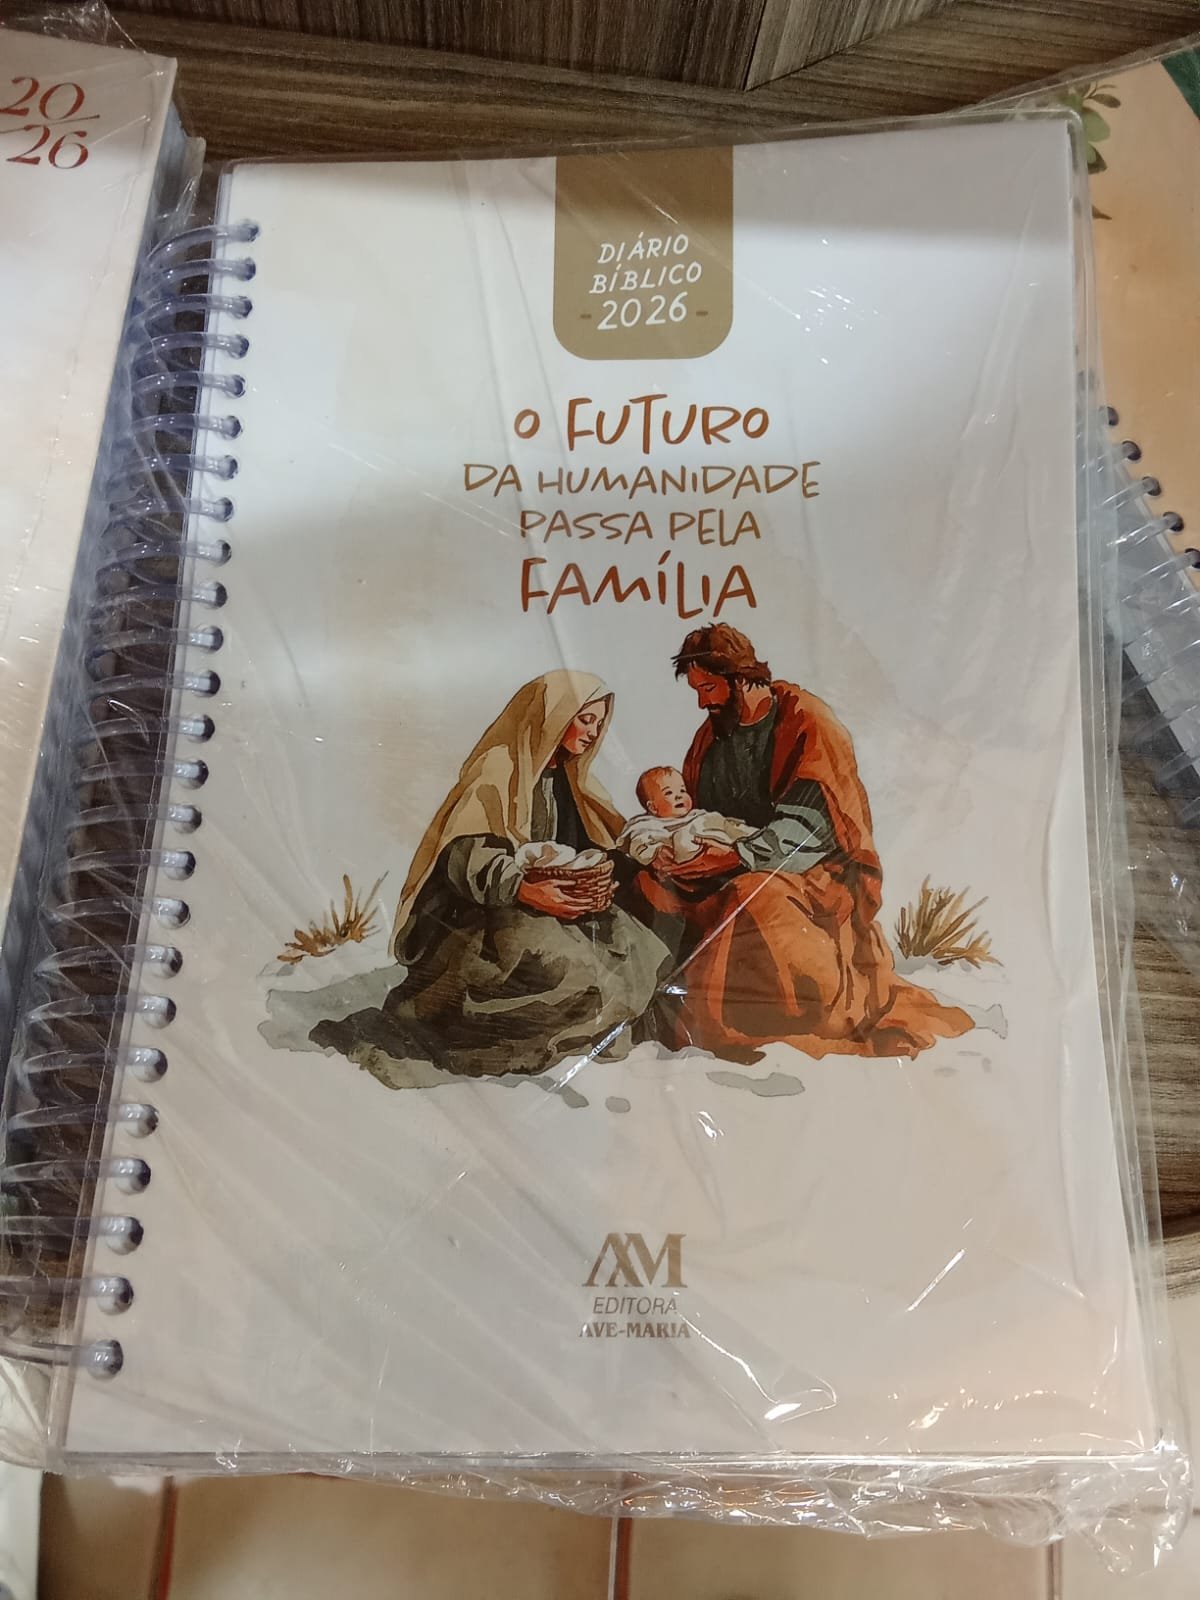 20
26
DIÁRIO
BÍBLICO
- 2026 -
O FUTURO
DA HUMANIDADE
PASSA PELA
FAMÍLIA
AM
EDITORA
AVE-MARIA